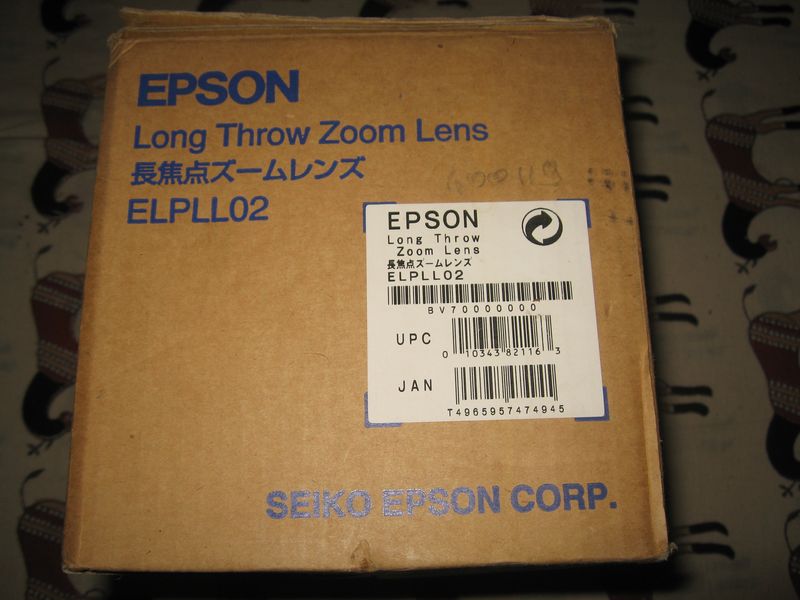 EPSON
Long Throw Zoom Lens
長焦点ズームレンズ
ELPLL02
EPSON
Long Throw
Zoom Lens
長焦点ズームレンズ
ELPLL02
BV70000000
UPC
0 10343 82116 3
JAN
T4965957474945
SEIKO EPSON CORP.